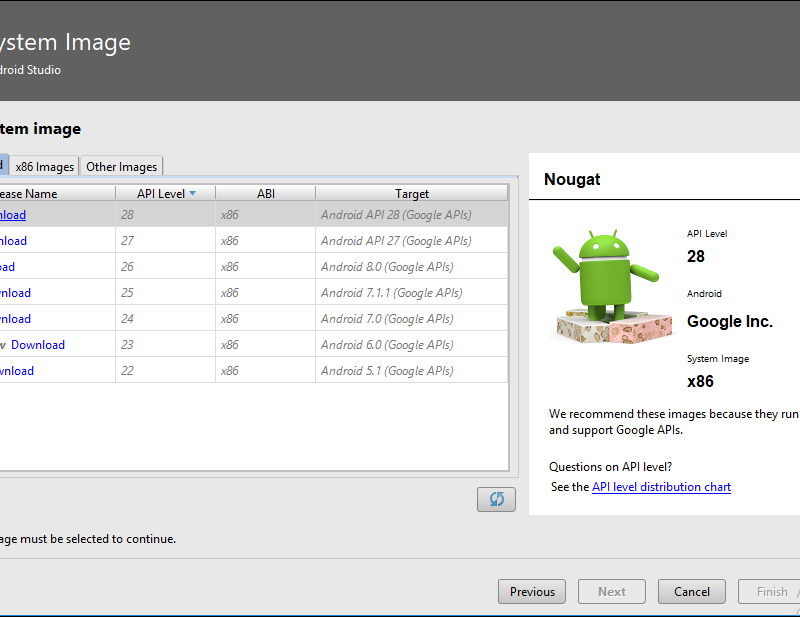 ystem Image
droid Studio
tem image
d x86 Images Other Images
ease Name API Level ABI Target
nload 28 x86 Android API 28 (Google APIs)
nload 27 x86 Android API 27 (Google APIs)
oad 26 x86 Android 8.0 (Google APIs)
wnload 25 x86 Android 7.1.1 (Google APIs)
wnload 24 x86 Android 7.0 (Google APIs)
w Download 23 x86 Android 6.0 (Google APIs)
wnload 22 x86 Android 5.1 (Google APIs)
age must be selected to continue.
Nougat
API Level
28
Android
Google Inc.
System Image
x86
We recommend these images because they run
and support Google APIs.
Questions on API level?
See the API level distribution chart
Previous Next Cancel Finish